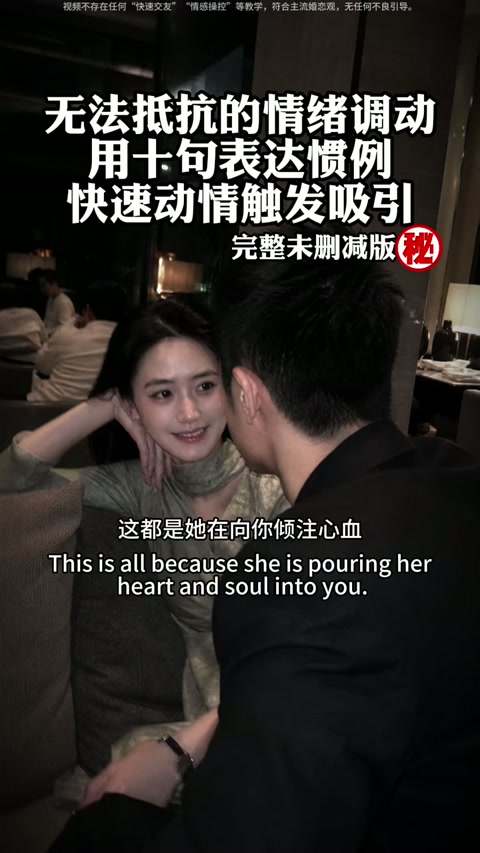 视频不存在任何“快速交友”“情感操控”等教学，符合主流婚恋观，无任何不良引导。
无法抵抗的情绪调动
用十句表达惯例
快速动情触发吸引
完整未删减版 秘
这都是她在向你倾注心血
This is all because she is pouring her
heart and soul into you.